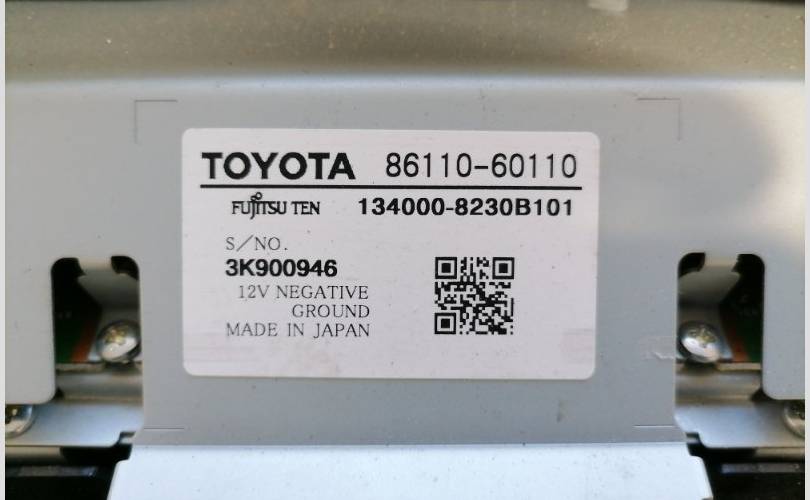 TOYOTA 86110-60110
FUJITSU TEN 134000-8230B101
S/NO.
3K900946
12V NEGATIVE
GROUND
MADE IN JAPAN